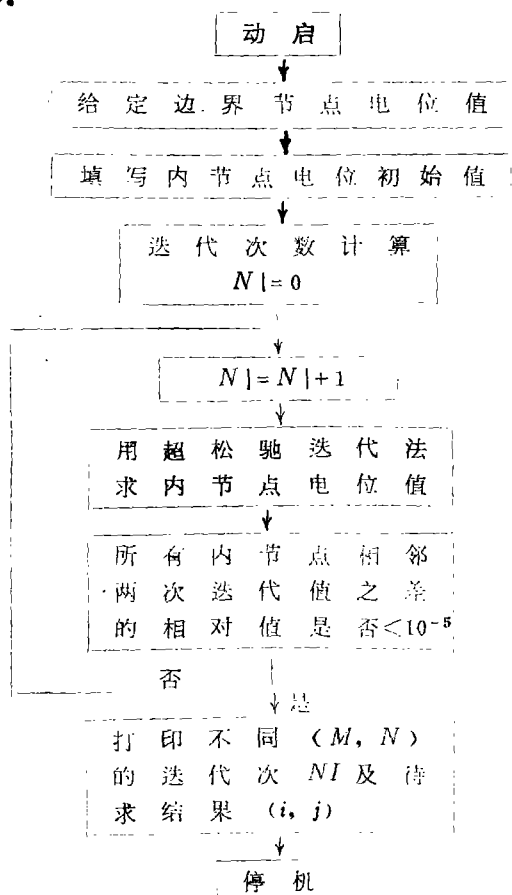 动 启
给 定 边 界 节 点 电 位 值
填 写 内 节 点 电 位 初 始 值
迭 代 次 数 计 算
N|=0
N|=N|+1
用 超 松 驰 迭 代 法
求 内 节 点 电 位 值
所 有 内 节 点 相 邻
两 次 迭 代 值 之 差
的 相 对 值 是 否<10⁻⁵
否
是
打 印 不 同 (M, N)
的 迭 代 次 NI 及 待
求 结 果 (i, j)
停 机